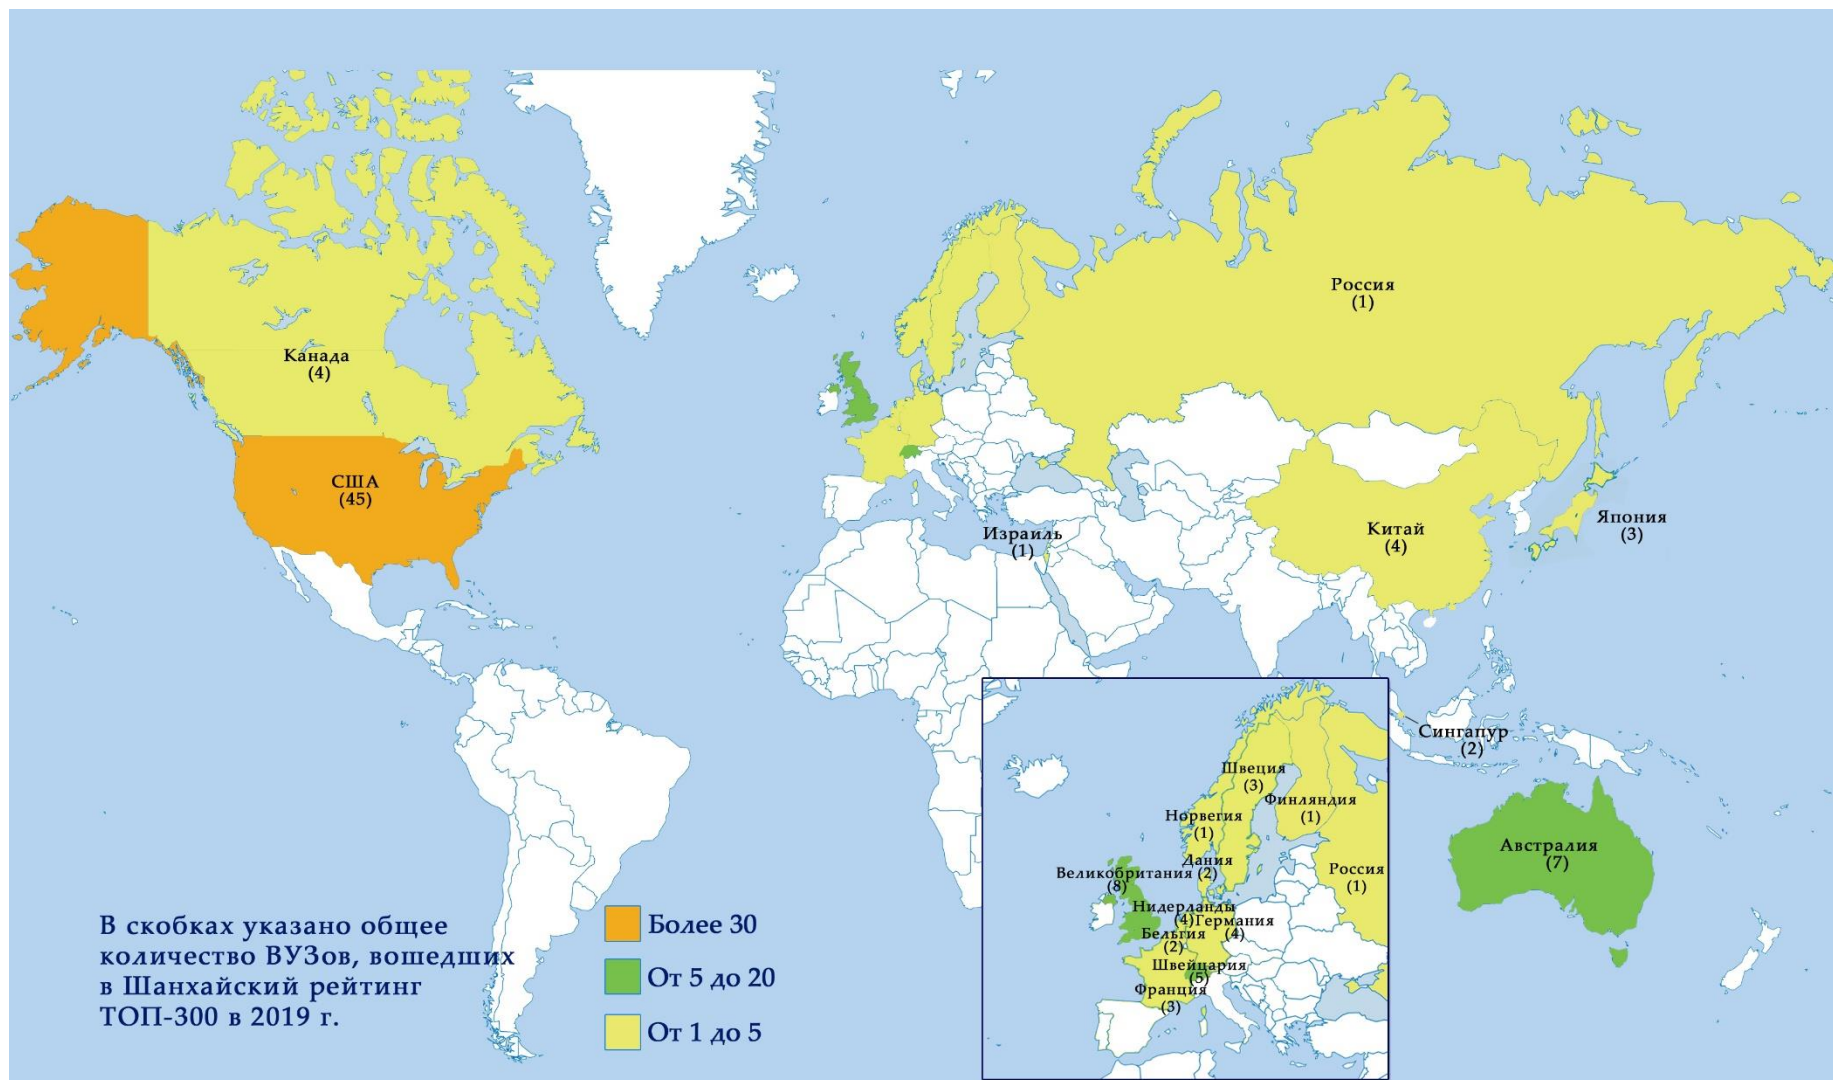 Россия
(1)
Канада
(4)
США
(45)
Израиль
(1)
Китай
(4)
Япония
(3)
Сингапур
(2)
Австралия
(7)
Швеция
(3)
Финляндия
(1)
Норвегия
(1)
Дания
(2)
Великобритания
(8)
Россия
(1)
Нидерланды
(4)
Германия
(4)
Бельгия
(2)
Швейцария
(5)
Франция
(3)
В скобках указано общее
количество ВУЗов, вошедших
в Шанхайский рейтинг
ТОП-300 в 2019 г.
Более 30
От 5 до 20
От 1 до 5